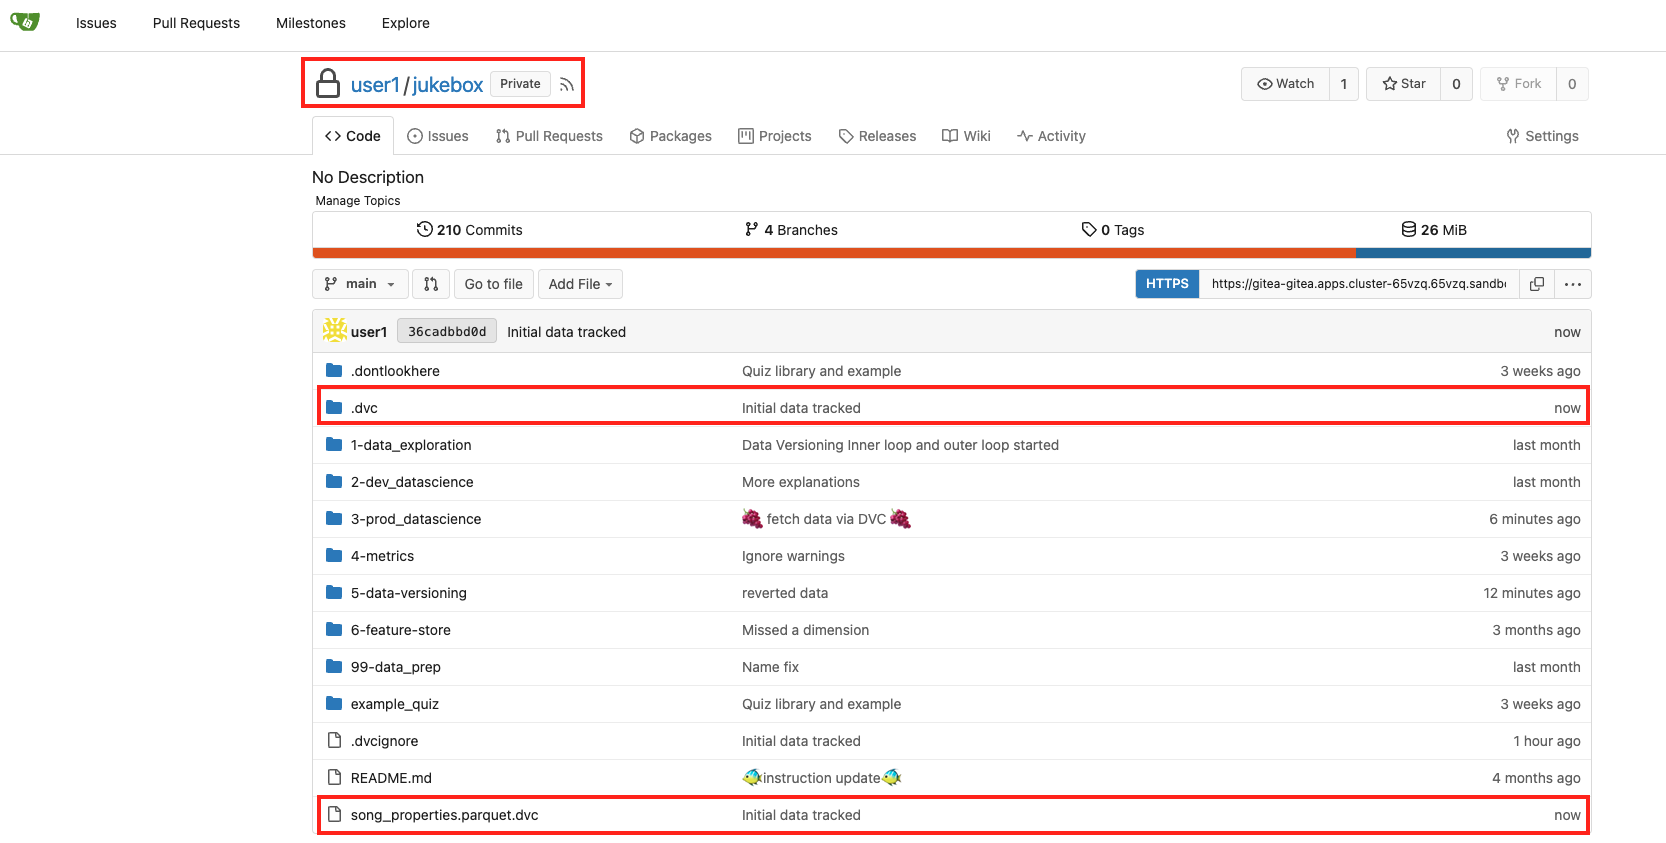 Issues Pull Requests Milestones Explore
user1/jukebox Private
Watch 1 Star 0 Fork 0
Code Issues Pull Requests Packages Projects Releases Wiki Activity Settings
No Description
Manage Topics
210 Commits 4 Branches 0 Tags 26 MiB
main Go to file Add File HTTPS https://gitea-gitea.apps.cluster-65vzq.65vzq.sandbo
user1 36cadbbd0d Initial data tracked now
.dontlookhere Quiz library and example 3 weeks ago
.dvc Initial data tracked now
1-data_exploration Data Versioning Inner loop and outer loop started last month
2-dev_datascience More explanations last month
3-prod_datascience 🍇 fetch data via DVC 🍇 6 minutes ago
4-metrics Ignore warnings 3 weeks ago
5-data-versioning reverted data 12 minutes ago
6-feature-store Missed a dimension 3 months ago
99-data_prep Name fix last month
example_quiz Quiz library and example 3 weeks ago
.dvcignore Initial data tracked 1 hour ago
README.md 🐠instruction update🐠 4 months ago
song_properties.parquet.dvc Initial data tracked now